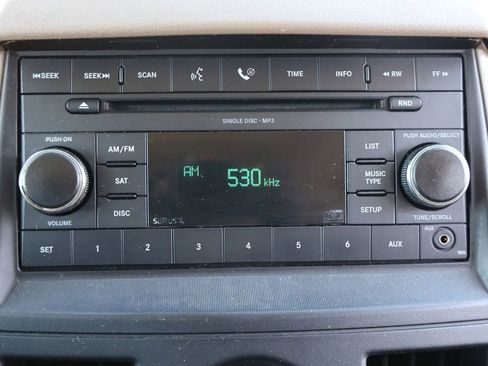 SEEK SEEK SCAN TIME INFO RW FF
RND
SINGLE DISC • MP3
PUSH ON
VOLUME
AM/FM
SAT
DISC
AM 530 kHz
SIRIUS
LIST
MUSIC TYPE
SETUP
PUSH AUDIO/SELECT
TUNE/SCROLL
SET 1 2 3 4 5 6 AUX
AUX